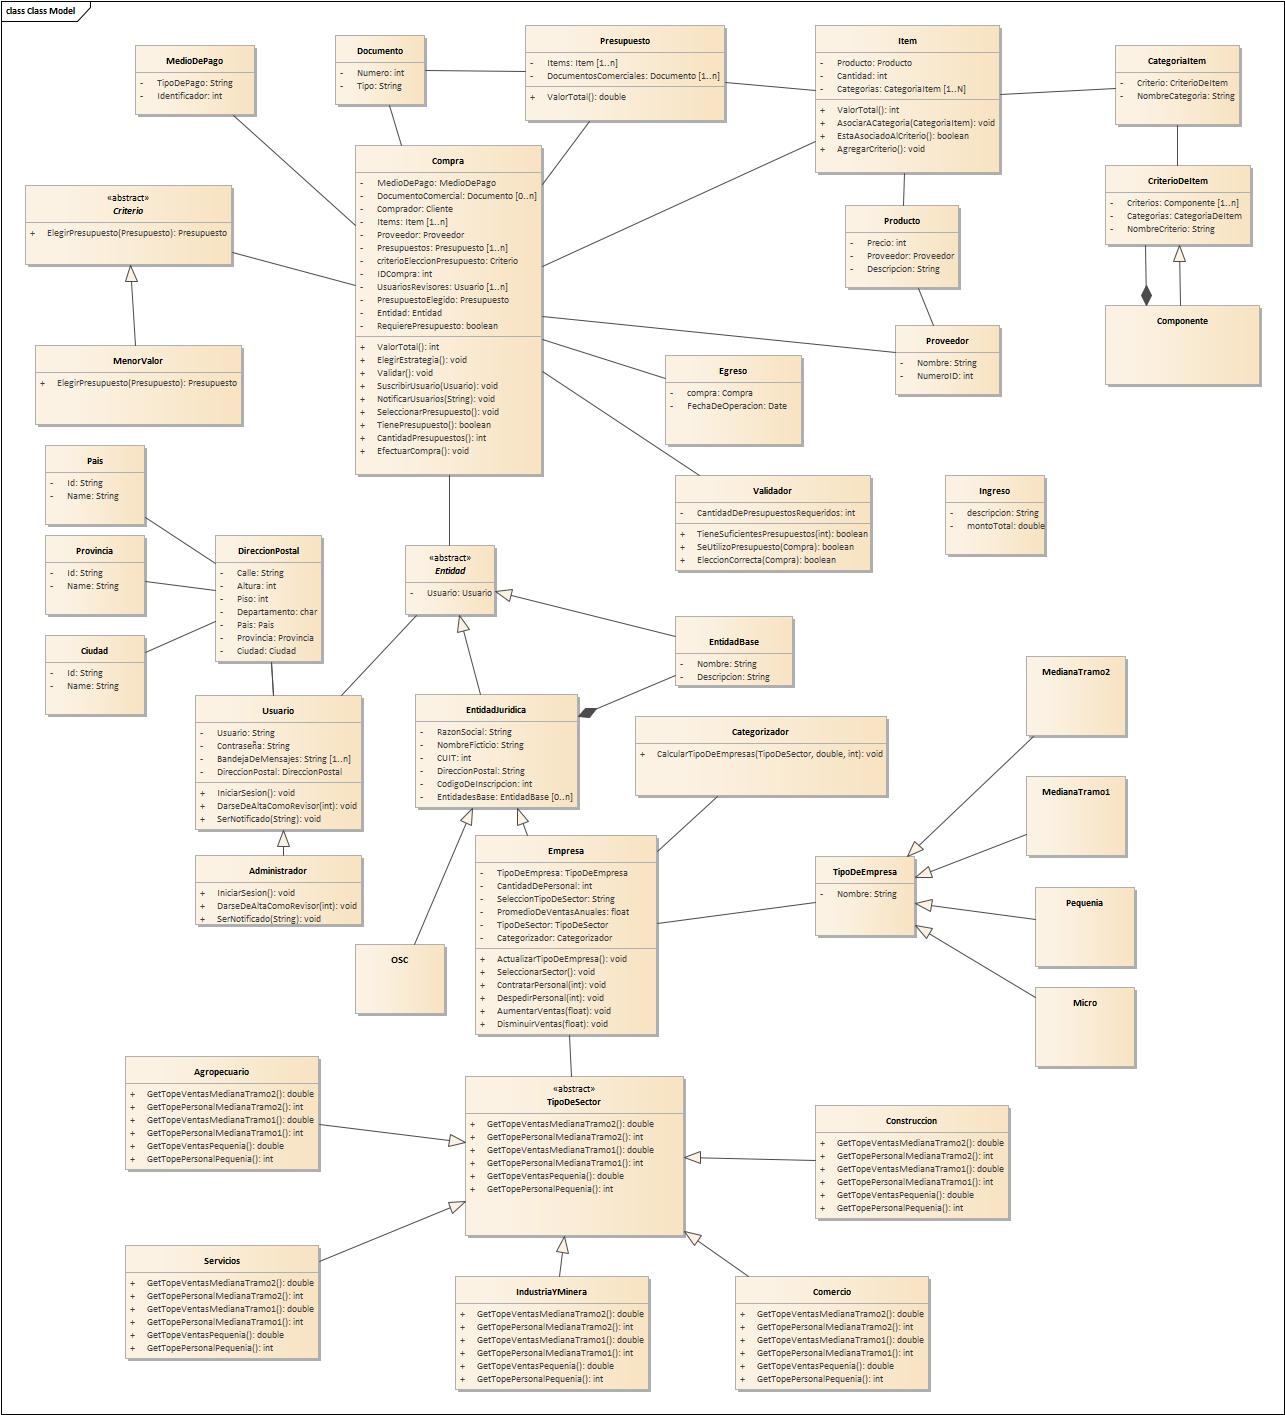 class Class Model
MedioDePago
- TipoDePago: String
- Identificador: int
Documento
- Numero: int
- Tipo: String
Presupuesto
- Items: Item [1..n]
- DocumentosComerciales: Documento [1..n]
+ ValorTotal(): double
Item
- Producto: Producto
- Cantidad: int
- Categorias: CategoriaItem [1..N]
+ ValorTotal(): int
+ AsociarACategoria(CategoriaItem): void
+ EstaAsociadoAlCriterio(): boolean
+ AgregarCriterio(): void
CategoriaItem
- Criterio: CriterioDeItem
- NombreCategoria: String
«abstract»
Criterio
+ ElegirPresupuesto(Presupuesto): Presupuesto
Compra
- MedioDePago: MedioDePago
- DocumentoComercial: Documento [0..n]
- Comprador: Cliente
- Items: Item [1..n]
- Proveedor: Proveedor
- Presupuestos: Presupuesto [1..n]
- criterioEleccionPresupuesto: Criterio
- IDCompra: int
- UsuariosRevisores: Usuario [1..n]
- PresupuestoElegido: Presupuesto
- Entidad: Entidad
- RequierePresupuesto: boolean
+ ValorTotal(): int
+ ElegirEstrategia(): void
+ Validar(): void
+ SuscribirUsuario(Usuario): void
+ NotificarUsuarios(String): void
+ SeleccionarPresupuesto(): void
+ TienePresupuesto(): boolean
+ CantidadPresupuestos(): int
+ EfectuarCompra(): void
CriterioDeItem
- Criterios: Componente [1..n]
- Categorias: CategoriaDeItem
- NombreCriterio: String
Producto
- Precio: int
- Proveedor: Proveedor
- Descripcion: String
Componente
Proveedor
- Nombre: String
- NumeroID: int
MenorValor
+ ElegirPresupuesto(Presupuesto): Presupuesto
Egreso
- compra: Compra
- FechaDeOperacion: Date
Pais
- Id: String
- Name: String
Validador
- CantidadDePresupuestosRequeridos: int
+ TieneSuficientesPresupuestos(int): boolean
+ SeUtilizoPresupuesto(Compra): boolean
+ EleccionCorrecta(Compra): boolean
Ingreso
- descripcion: String
- montoTotal: double
Provincia
- Id: String
- Name: String
DireccionPostal
- Calle: String
- Altura: int
- Piso: int
- Departamento: char
- Pais: Pais
- Provincia: Provincia
- Ciudad: Ciudad
«abstract»
Entidad
- Usuario: Usuario
Ciudad
- Id: String
- Name: String
EntidadBase
- Nombre: String
- Descripcion: String
MedianaTramo2
Usuario
- Usuario: String
- Contraseña: String
- BandejaDeMensajes: String [1..n]
- DireccionPostal: DireccionPostal
+ IniciarSesion(): void
+ DarseDeAltaComoRevisor(int): void
+ SerNotificado(String): void
EntidadJuridica
- RazonSocial: String
- NombreFicticio: String
- CUIT: int
- DireccionPostal: String
- CodigoDeInscripcion: int
- EntidadesBase: EntidadBase [0..n]
Categorizador
+ CalcularTipoDeEmpresas(TipoDeSector, double, int): void
MedianaTramo1
Administrador
+ IniciarSesion(): void
+ DarseDeAltaComoRevisor(int): void
+ SerNotificado(String): void
Empresa
- TipoDeEmpresa: TipoDeEmpresa
- CantidadDePersonal: int
- SeleccionTipoDeSector: String
- PromedioDeVentasAnuales: float
- TipoDeSector: TipoDeSector
- Categorizador: Categorizador
+ ActualizarTipoDeEmpresa(): void
+ SeleccionarSector(): void
+ ContratarPersonal(int): void
+ DespedirPersonal(int): void
+ AumentarVentas(float): void
+ DisminuirVentas(float): void
TipoDeEmpresa
- Nombre: String
Pequenia
OSC
Micro
Agropecuario
+ GetTopeVentasMedianaTramo2(): double
+ GetTopePersonalMedianaTramo2(): int
+ GetTopeVentasMedianaTramo1(): double
+ GetTopePersonalMedianaTramo1(): int
+ GetTopeVentasPequenia(): double
+ GetTopePersonalPequenia(): int
«abstract»
TipoDeSector
+ GetTopeVentasMedianaTramo2(): double
+ GetTopePersonalMedianaTramo2(): int
+ GetTopeVentasMedianaTramo1(): double
+ GetTopePersonalMedianaTramo1(): int
+ GetTopeVentasPequenia(): double
+ GetTopePersonalPequenia(): int
Construccion
+ GetTopeVentasMedianaTramo2(): double
+ GetTopePersonalMedianaTramo2(): int
+ GetTopeVentasMedianaTramo1(): double
+ GetTopePersonalMedianaTramo1(): int
+ GetTopeVentasPequenia(): double
+ GetTopePersonalPequenia(): int
Servicios
+ GetTopeVentasMedianaTramo2(): double
+ GetTopePersonalMedianaTramo2(): int
+ GetTopeVentasMedianaTramo1(): double
+ GetTopePersonalMedianaTramo1(): int
+ GetTopeVentasPequenia(): double
+ GetTopePersonalPequenia(): int
IndustriaYMinera
+ GetTopeVentasMedianaTramo2(): double
+ GetTopePersonalMedianaTramo2(): int
+ GetTopeVentasMedianaTramo1(): double
+ GetTopePersonalMedianaTramo1(): int
+ GetTopeVentasPequenia(): double
+ GetTopePersonalPequenia(): int
Comercio
+ GetTopeVentasMedianaTramo2(): double
+ GetTopePersonalMedianaTramo2(): int
+ GetTopeVentasMedianaTramo1(): double
+ GetTopePersonalMedianaTramo1(): int
+ GetTopeVentasPequenia(): double
+ GetTopePersonalPequenia(): int